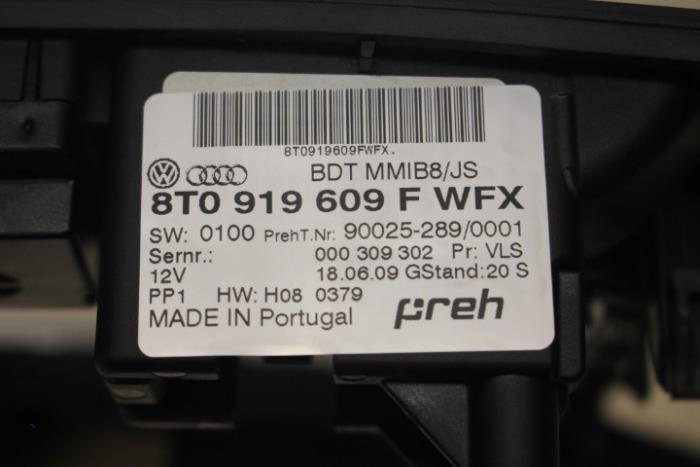 8T0919609FWFX.
BDT MMIB8/JS
8T0 919 609 F WFX
SW: 0100 PrehT.Nr: 90025-289/0001
Sernr.: 000 309 302 Pr: VLS
12V 18.06.09 GStand:20 S
PP1 HW: H08 0379
MADE IN Portugal preh